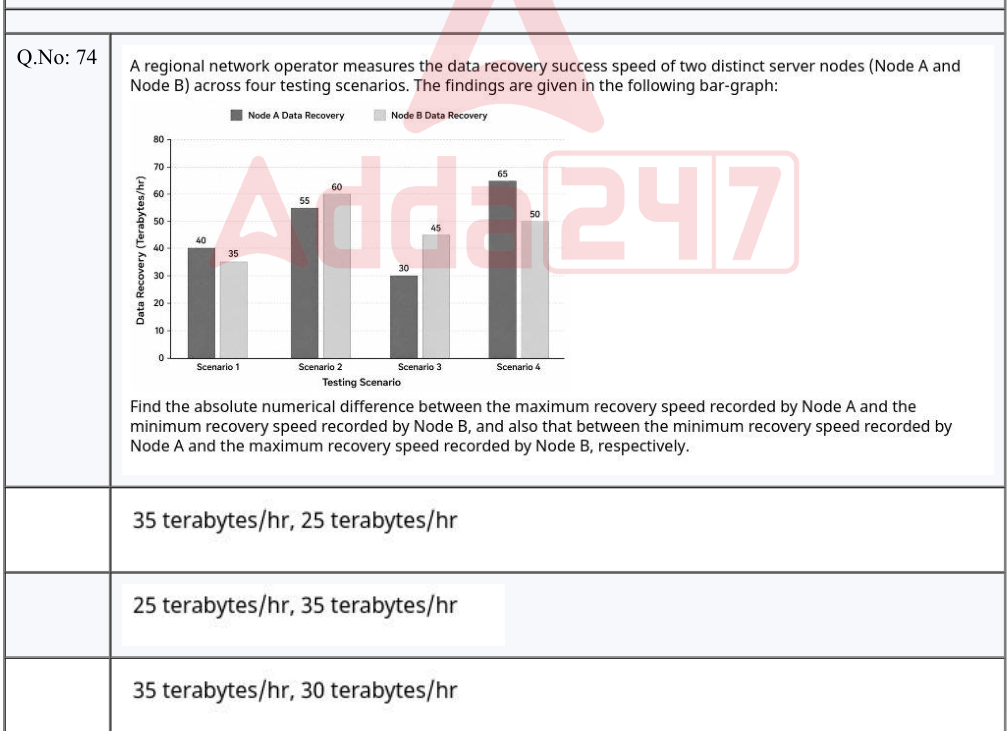 Q.No: 74
A regional network operator measures the data recovery success speed of two distinct server nodes (Node A and
Node B) across four testing scenarios. The findings are given in the following bar-graph:
Node A Data Recovery Node B Data Recovery
Data Recovery (Terabytes/hr)
80
70
60
50
40
30
20
10
0
40 35
55 60
30 45
65 50
Scenario 1 Scenario 2 Scenario 3 Scenario 4
Testing Scenario
Adda247
Find the absolute numerical difference between the maximum recovery speed recorded by Node A and the
minimum recovery speed recorded by Node B, and also that between the minimum recovery speed recorded by
Node A and the maximum recovery speed recorded by Node B, respectively.
35 terabytes/hr, 25 terabytes/hr
25 terabytes/hr, 35 terabytes/hr
35 terabytes/hr, 30 terabytes/hr